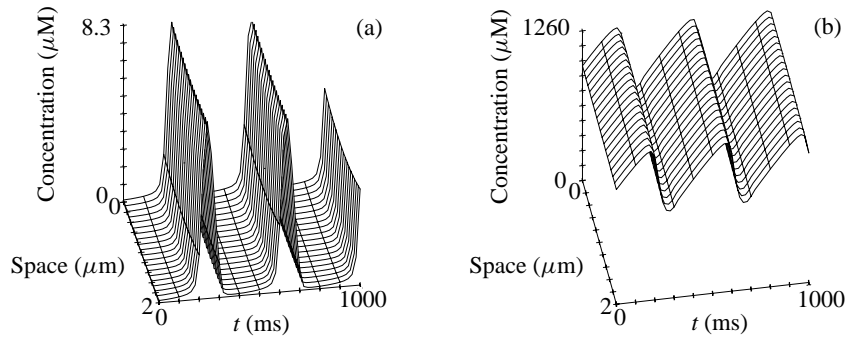 8.3
(a)
Concentration (μM)
0
0
Space (μm)
2
0
t (ms)
1000
1260
(b)
Concentration (μM)
0
0
Space (μm)
2
0
t (ms)
1000